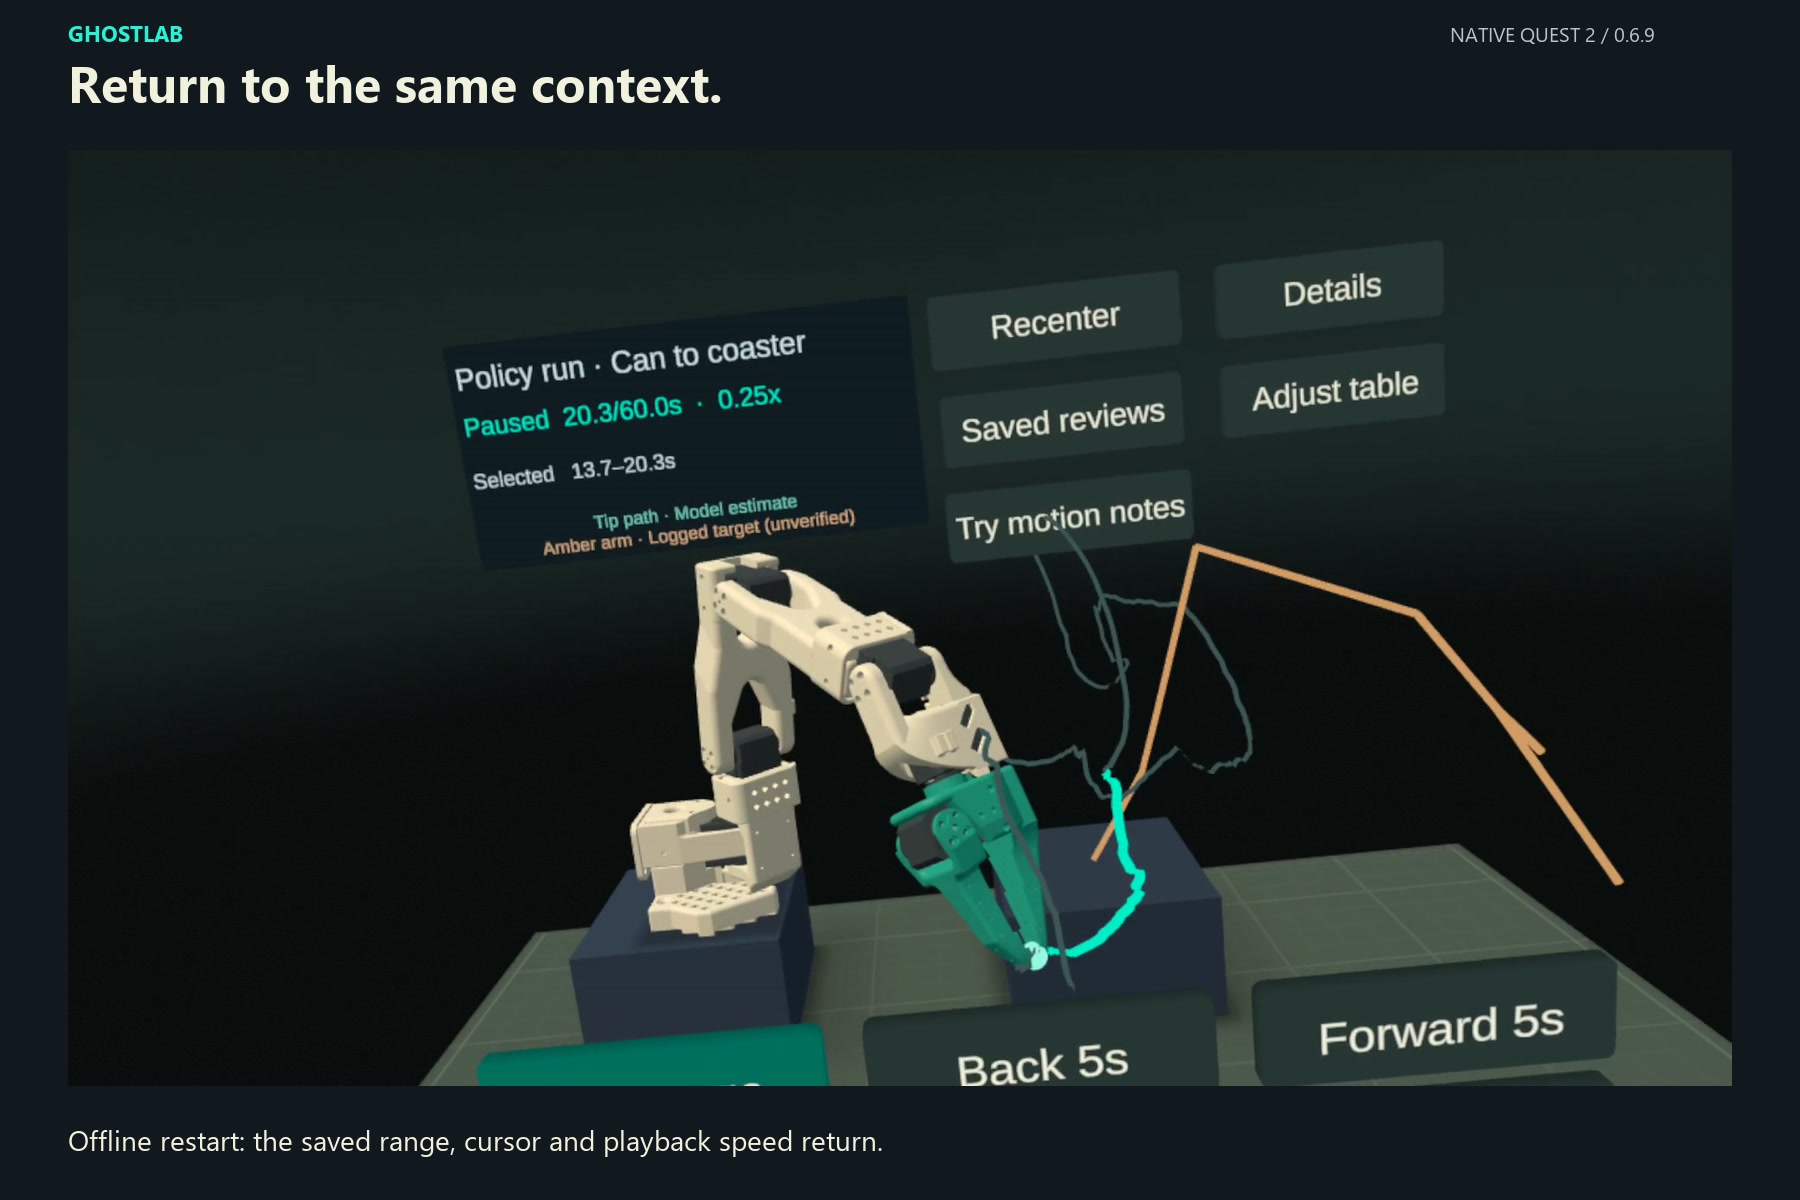 GHOSTLAB
NATIVE QUEST 2 / 0.6.9
Return to the same context.
Policy run · Can to coaster
Paused 20.3/60.0s · 0.25x
Selected 13.7–20.3s
Tip path · Model estimate
Amber arm · Logged target (unverified)
Recenter
Details
Saved reviews
Adjust table
Try motion notes
Back 5s
Forward 5s
Offline restart: the saved range, cursor and playback speed return.